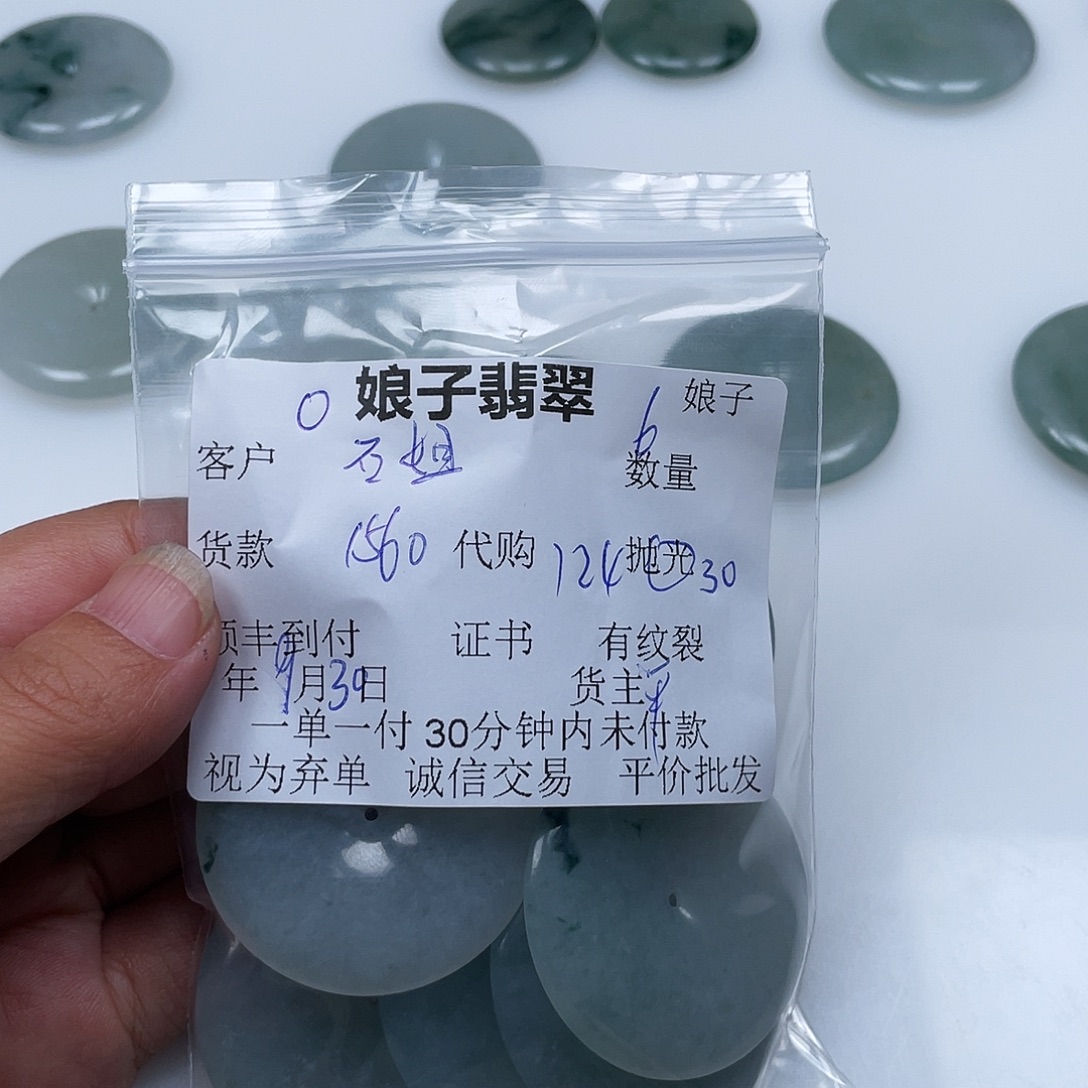 0 娘子翡翠 6 娘子
客户 石姐 数量
货款 1560 代购 124 抛光 30
顺丰到付 证书 有纹裂
年9月30日 货主平
一单一付 30分钟内未付款
视为弃单 诚信交易 平价批发